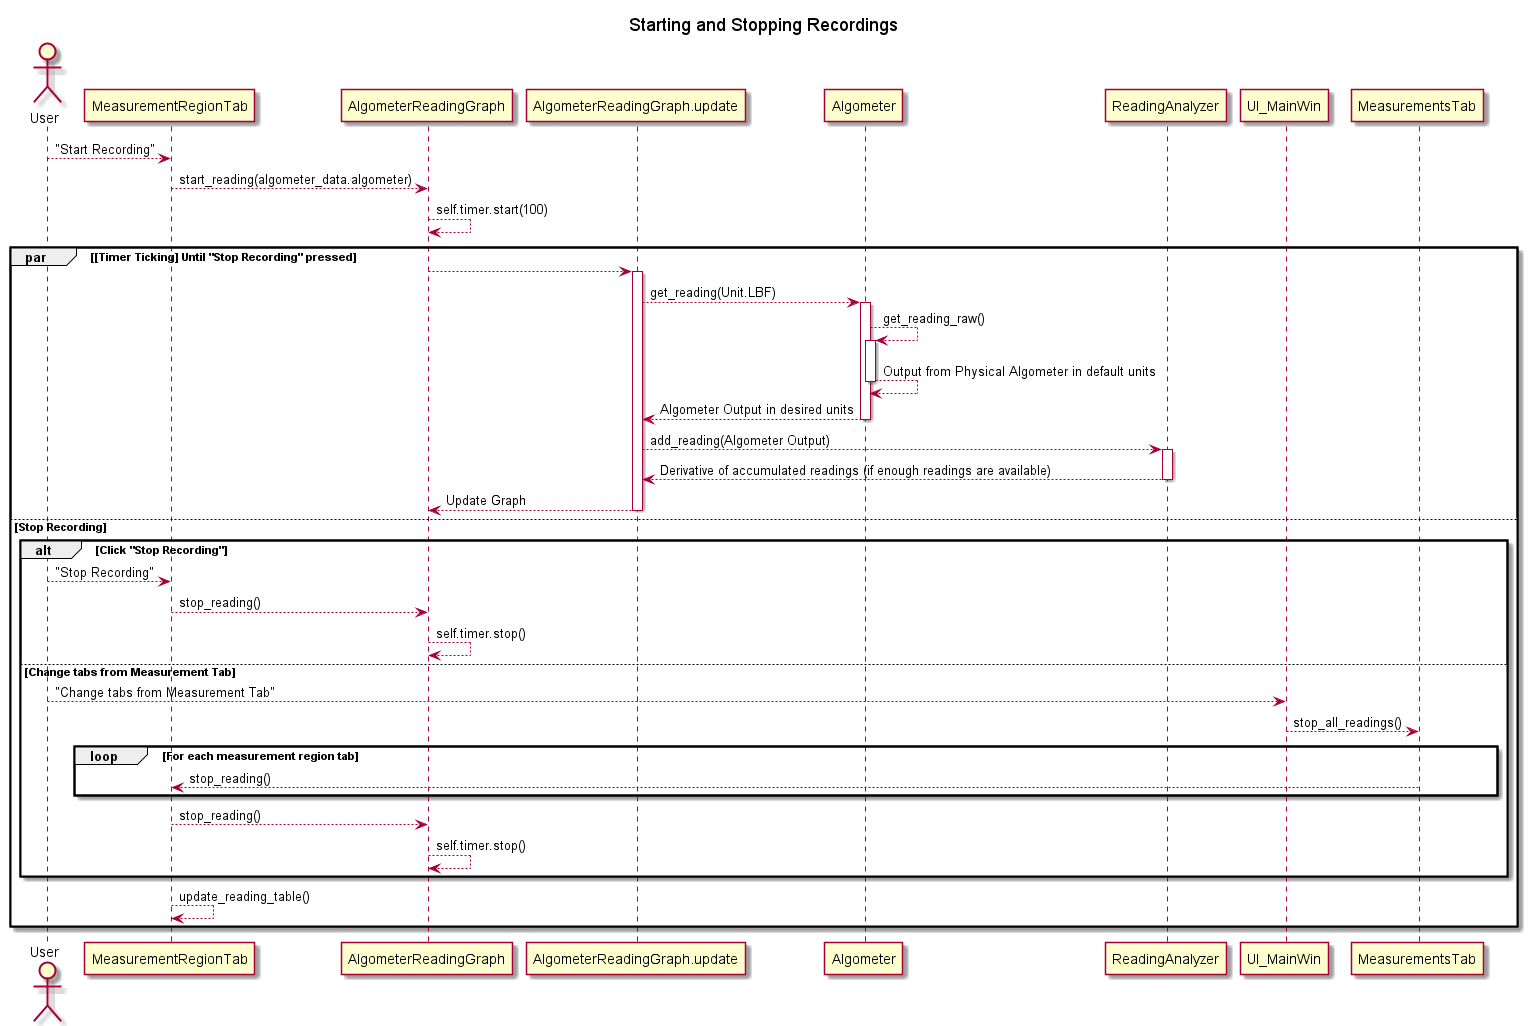 Starting and Stopping Recordings
User
MeasurementRegionTab
AlgometerReadingGraph
AlgometerReadingGraph.update
Algometer
ReadingAnalyzer
UI_MainWin
MeasurementsTab
"Start Recording"
start_reading(algometer_data.algometer)
self.timer.start(100)
par
[[Timer Ticking] Until "Stop Recording" pressed]
get_reading(Unit.LBF)
get_reading_raw()
Output from Physical Algometer in default units
Algometer Output in desired units
add_reading(Algometer Output)
Derivative of accumulated readings (if enough readings are available)
Update Graph
[Stop Recording]
alt
[Click "Stop Recording"]
"Stop Recording"
stop_reading()
self.timer.stop()
[Change tabs from Measurement Tab]
"Change tabs from Measurement Tab"
stop_all_readings()
loop
[For each measurement region tab]
stop_reading()
stop_reading()
self.timer.stop()
update_reading_table()
User
MeasurementRegionTab
AlgometerReadingGraph
AlgometerReadingGraph.update
Algometer
ReadingAnalyzer
UI_MainWin
MeasurementsTab